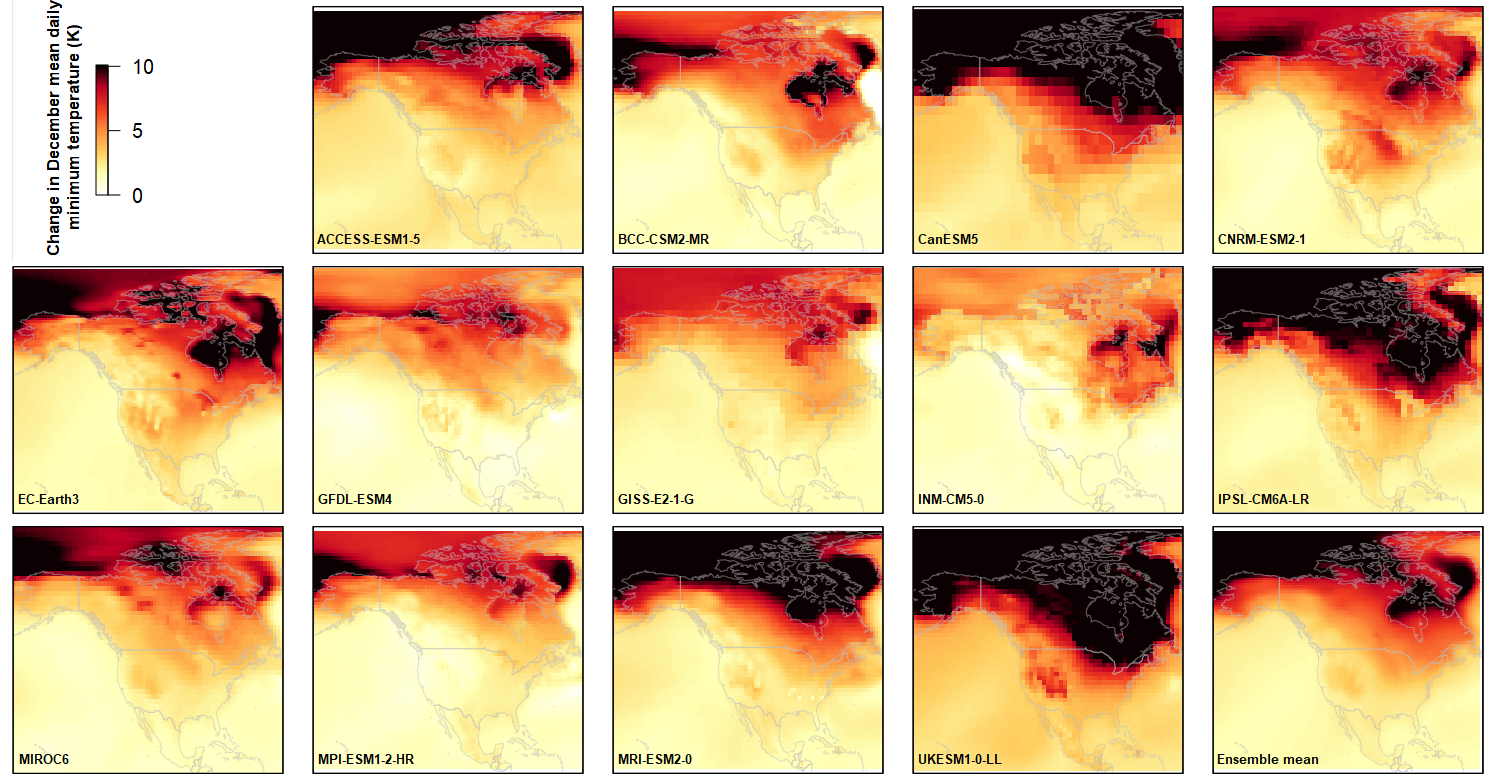 Change in December mean daily
minimum temperature (K)
10
5
0
ACCESS-ESM1-5
BCC-CSM2-MR
CanESM5
CNRM-ESM2-1
EC-Earth3
GFDL-ESM4
GISS-E2-1-G
INM-CM5-0
IPSL-CM6A-LR
MIROC6
MPI-ESM1-2-HR
MRI-ESM2-0
UKESM1-0-LL
Ensemble mean